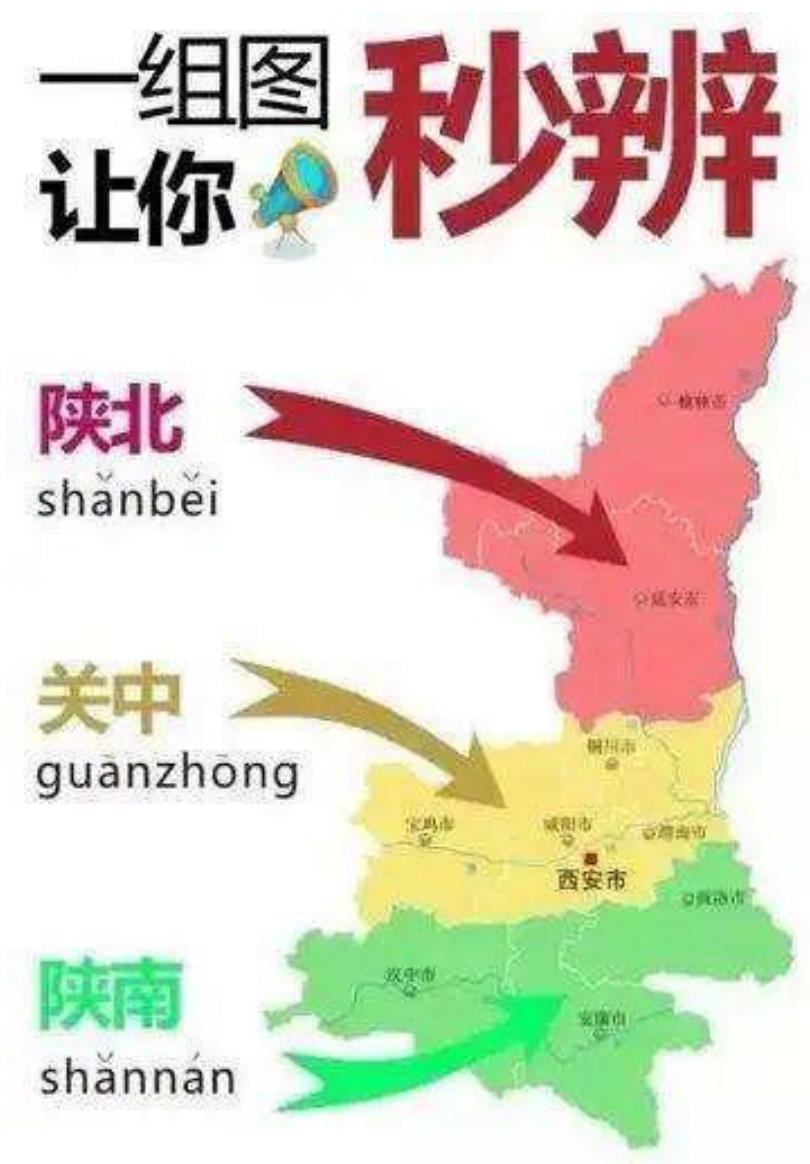 一组图
让你
秒辨
陕北
shǎnběi
榆林市
延安市
关中
guānzhōng
铜川市
宝鸡市
咸阳市
渭南市
西安市
商洛市
陕南
shǎnnán
汉中市
安康市